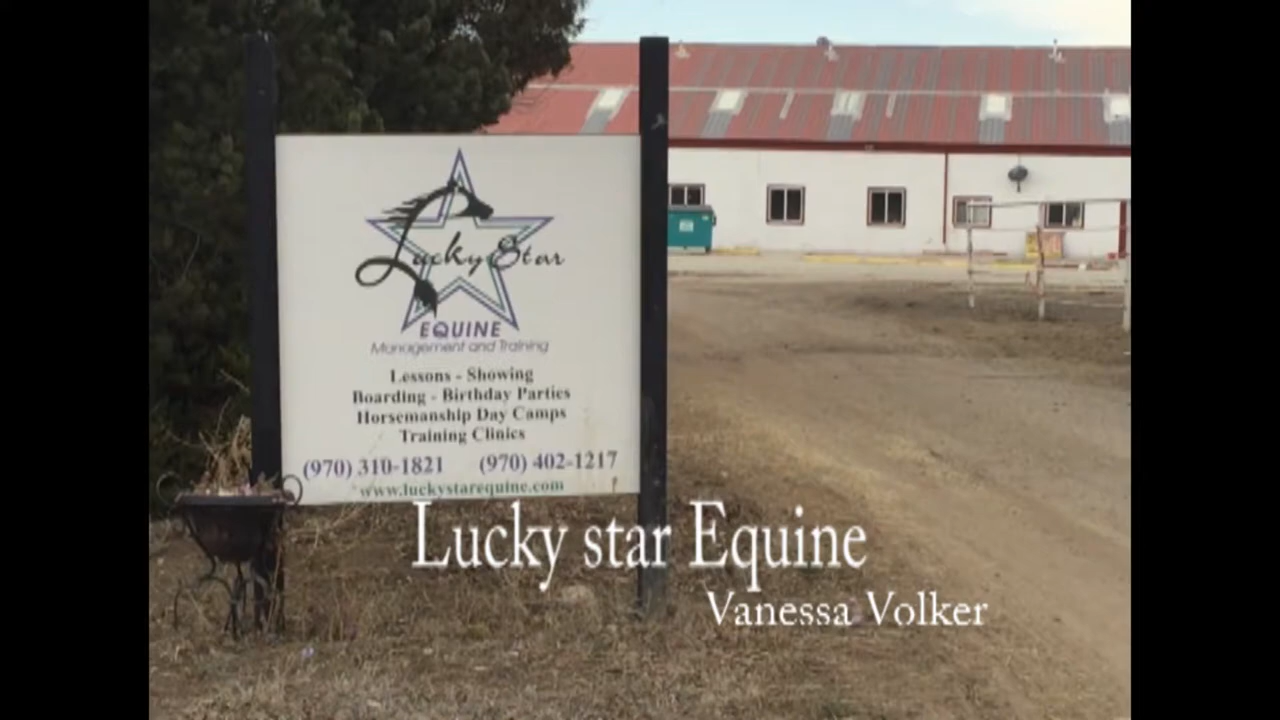 Lucky Star
EQUINE
Management and Training
Lessons - Showing
Boarding - Birthday Parties
Horsemanship Day Camps
Training Clinics
(970) 310-1821 (970) 402-1217
www.luckystarequine.com
Lucky star Equine
Vanessa Volker